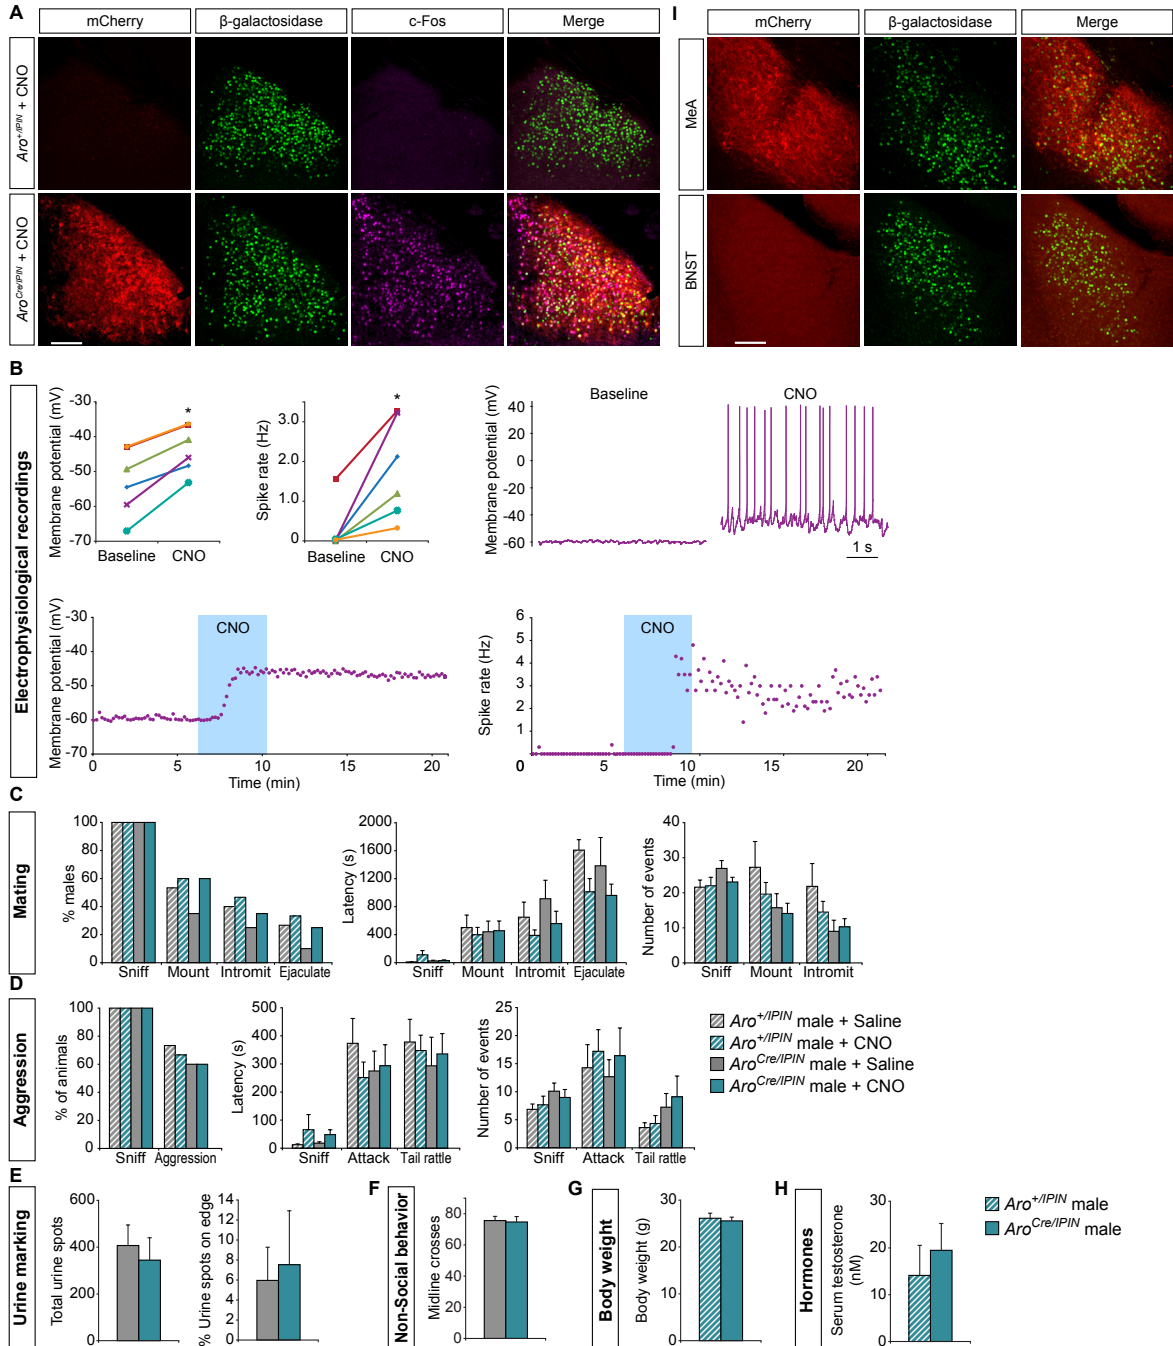 A
mCherry
β-galactosidase
c-Fos
Merge
Aro+/IPIN + CNO
AroCre/IPIN + CNO
I
mCherry
β-galactosidase
Merge
MeA
BNST
B
Electrophysiological recordings
Membrane potential (mV)
-30
-40
-50
-60
-70
*
Baseline
CNO
Spike rate (Hz)
3.0
2.0
1.0
0
*
Baseline
CNO
Membrane potential (mV)
40
20
0
-20
-40
-60
Baseline
CNO
1 s
Membrane potential (mV)
-30
-40
-50
-60
-70
CNO
0
5
10
15
20
Time (min)
Spike rate (Hz)
6
5
4
3
2
1
0
CNO
0
5
10
15
20
Time (min)
C
Mating
% males
100
80
60
40
20
0
Sniff
Mount
Intromit
Ejaculate
Latency (s)
2000
1600
1200
800
400
0
Sniff
Mount
Intromit
Ejaculate
Number of events
40
30
20
10
0
Sniff
Mount
Intromit
D
Aggression
% of animals
100
80
60
40
20
0
Sniff
Aggression
Latency (s)
500
400
300
200
100
0
Sniff
Attack
Tail rattle
Number of events
25
20
15
10
5
0
Sniff
Attack
Tail rattle
Aro+/IPIN male + Saline
Aro+/IPIN male + CNO
AroCre/IPIN male + Saline
AroCre/IPIN male + CNO
E
Urine marking
Total urine spots
600
400
200
0
% Urine spots on edge
14
12
10
8
6
4
2
0
F
Non-Social behavior
Midline crosses
80
60
40
20
0
G
Body weight
Body weight (g)
30
20
10
0
H
Hormones
Serum testosterone
(nM)
30
20
10
0
Aro+/IPIN male
AroCre/IPIN male